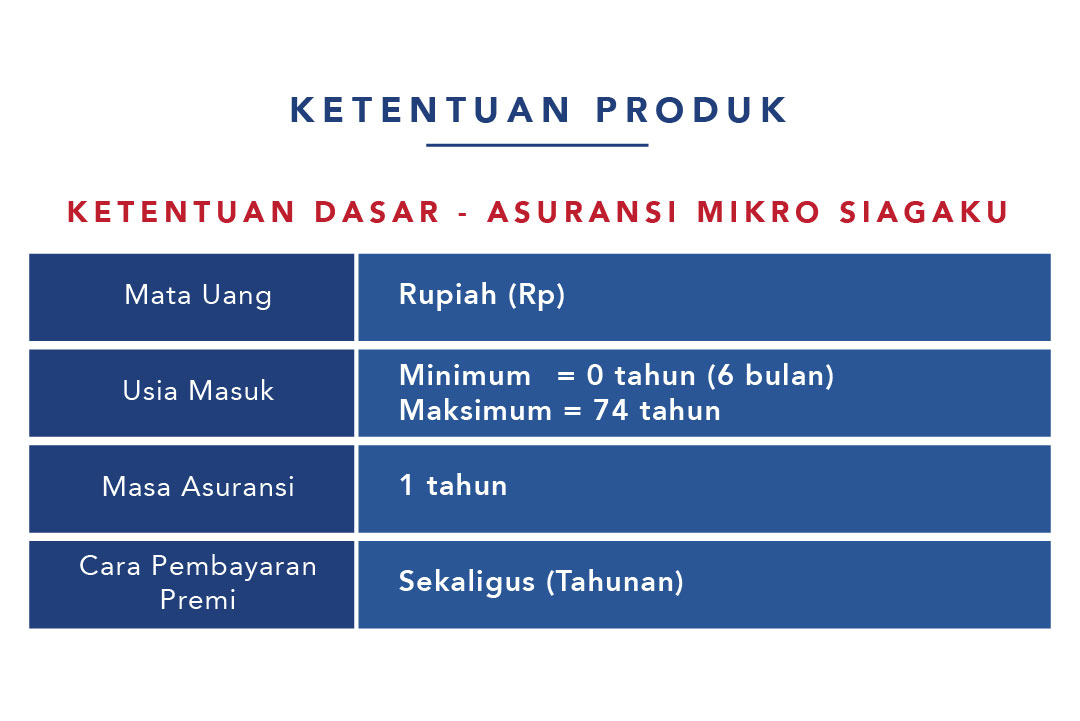 KETENTUAN PRODUK
KETENTUAN DASAR - ASURANSI MIKRO SIAGAKU
Mata Uang
Rupiah (Rp)
Usia Masuk
Minimum = 0 tahun (6 bulan)
Maksimum = 74 tahun
Masa Asuransi
1 tahun
Cara Pembayaran
Premi
Sekaligus (Tahunan)